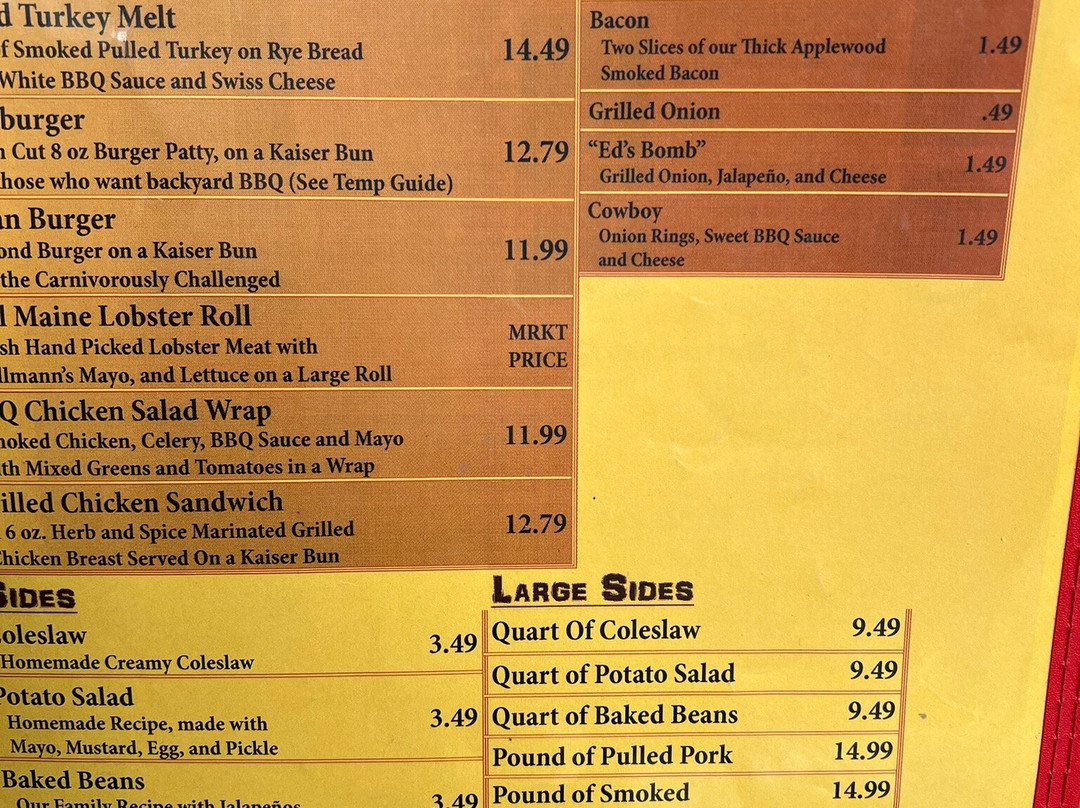 Turkey Melt
Smoked Pulled Turkey on Rye Bread 14.49
White BBQ Sauce and Swiss Cheese
burger
Cut 8 oz Burger Patty, on a Kaiser Bun 12.79
hose who want backyard BBQ (See Temp Guide)
an Burger
ond Burger on a Kaiser Bun 11.99
the Carnivorously Challenged
Maine Lobster Roll
sh Hand Picked Lobster Meat with MRKT
llmann's Mayo, and Lettuce on a Large Roll PRICE
Q Chicken Salad Wrap
moked Chicken, Celery, BBQ Sauce and Mayo 11.99
th Mixed Greens and Tomatoes in a Wrap
illed Chicken Sandwich
6 oz. Herb and Spice Marinated Grilled 12.79
Chicken Breast Served On a Kaiser Bun
Bacon
Two Slices of our Thick Applewood 1.49
Smoked Bacon
Grilled Onion .49
"Ed's Bomb"
Grilled Onion, Jalapeño, and Cheese 1.49
Cowboy
Onion Rings, Sweet BBQ Sauce 1.49
and Cheese
SIDES
oleslaw 3.49
Homemade Creamy Coleslaw
Potato Salad
Homemade Recipe, made with 3.49
Mayo, Mustard, Egg, and Pickle
Baked Beans
Our Family Recipe with Jalapeños 3.49
LARGE SIDES
Quart Of Coleslaw 9.49
Quart of Potato Salad 9.49
Quart of Baked Beans 9.49
Pound of Pulled Pork 14.99
Pound of Smoked 14.99